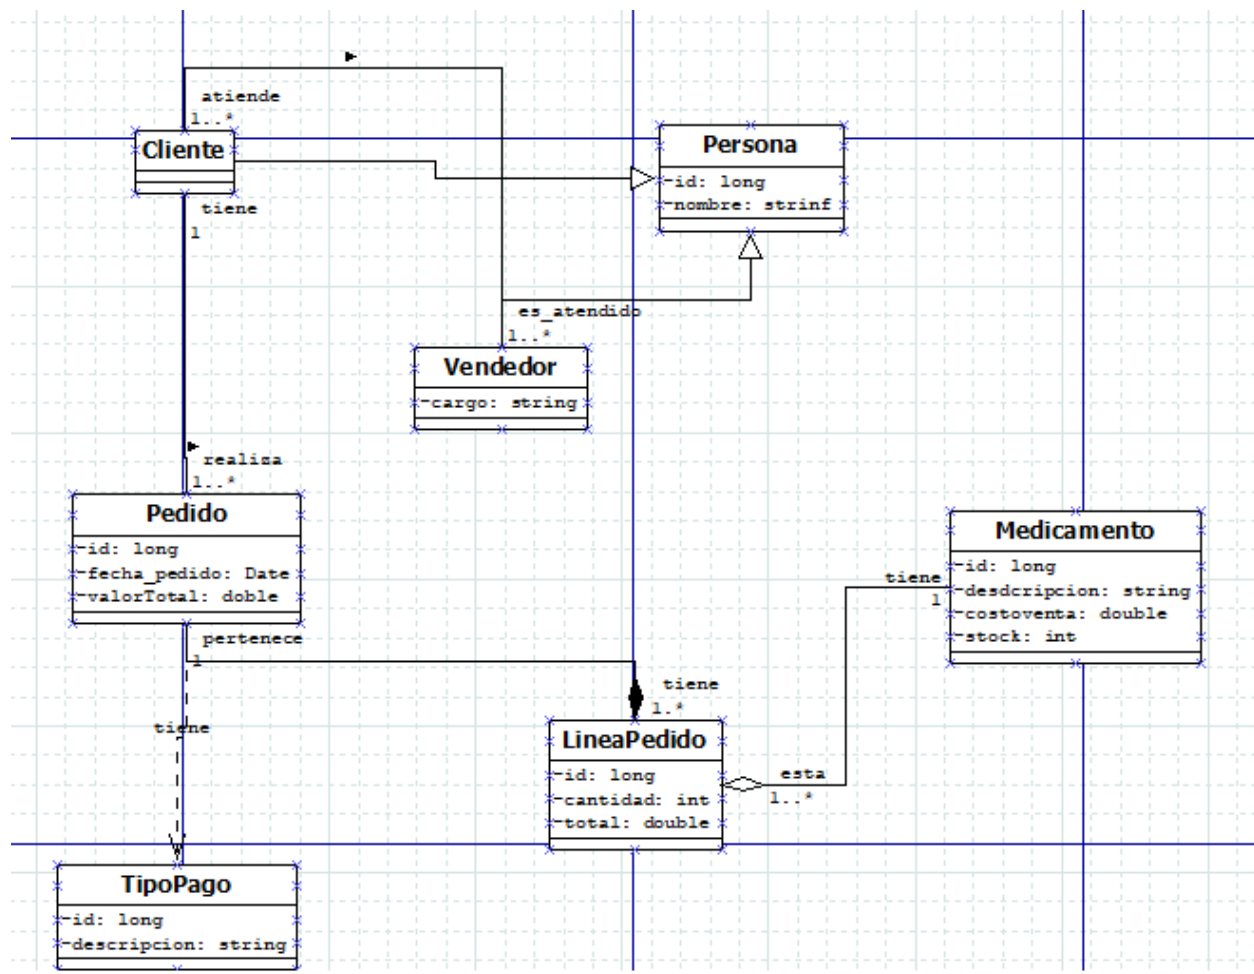 atiende
1..*
Cliente
tiene
1
Persona
-id: long
-nombre: strinf
es_atendido
1..*
Vendedor
-cargo: string
realiza
1..*
Pedido
-id: long
-fecha_pedido: Date
-valorTotal: doble
pertenece
1
tiene
Medicamento
-id: long
-desdcripcion: string
-costoventa: double
-stock: int
tiene
1
tiene
1.*
LineaPedido
-id: long
-cantidad: int
-total: double
esta
1..*
TipoPago
-id: long
-descripcion: string